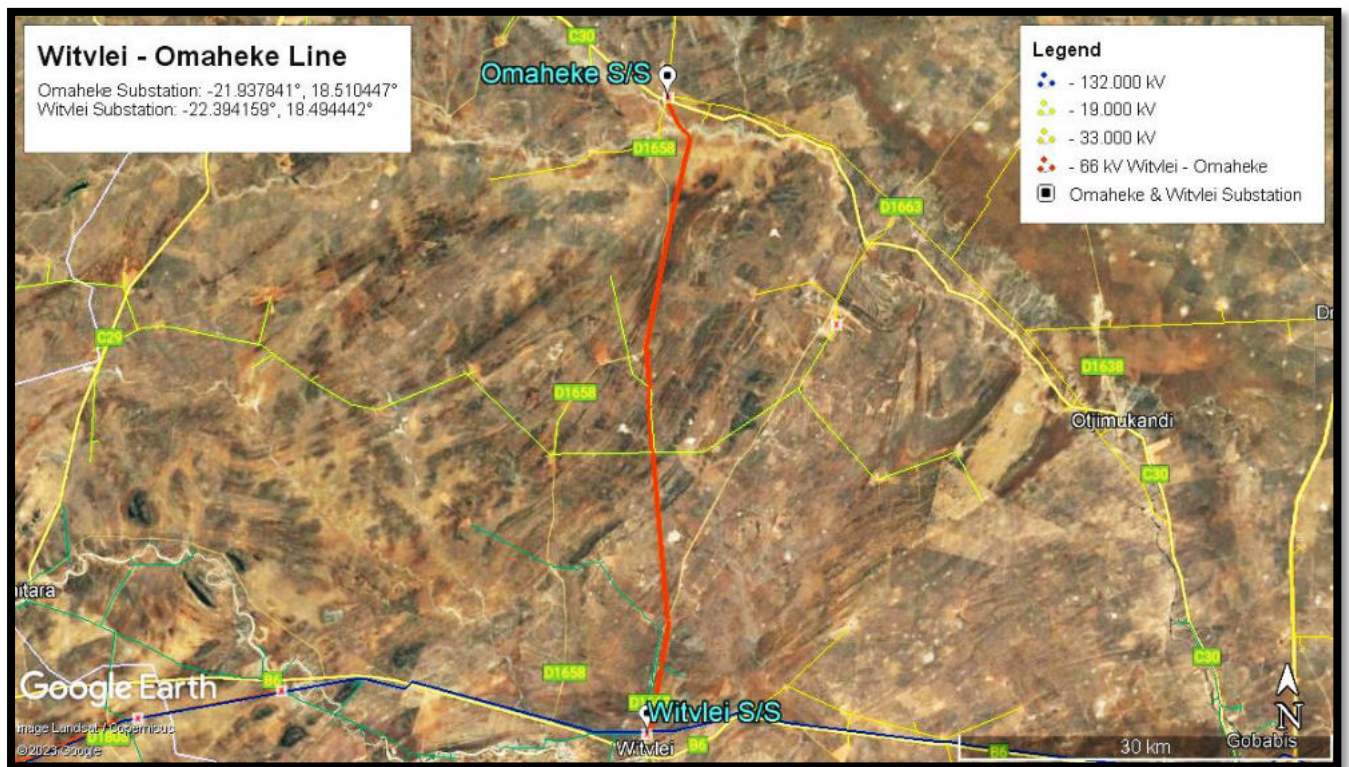 Witvlei - Omaheke Line
Omaheke Substation: -21.937841°, 18.510447°
Witvlei Substation: -22.394159°, 18.494442°
Legend
- 132.000 kV
- 19.000 kV
- 33.000 kV
- 66 kV Witvlei - Omaheke
Omaheke & Witvlei Substation
C30
Omaheke S/S
D1658
D1663
C29
D1658
D1638
Otjimukandi
C30
D1658
C30
B6
Google Earth
Witvlei S/S
Witvlei
B6
B6
N
30 km
Gobabis
Image Landsat / Copernicus
©2023 Google